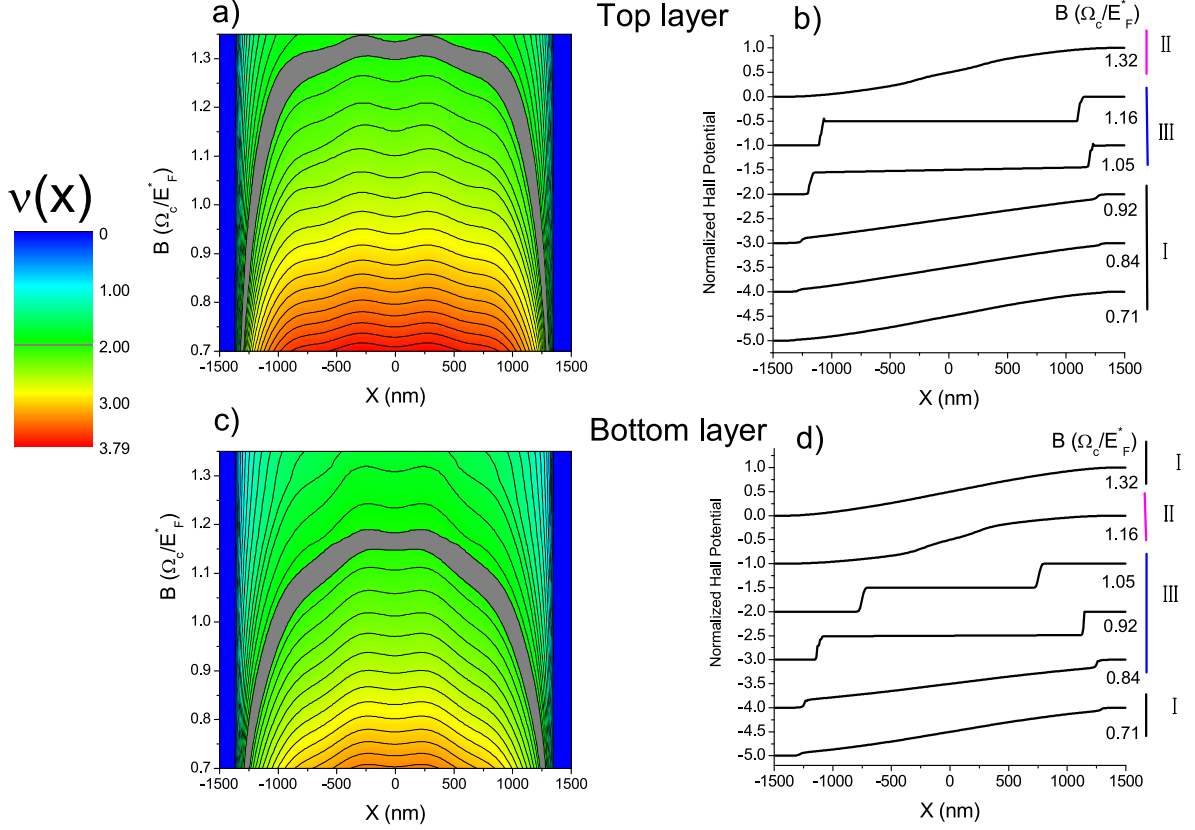 a)
Top layer
b)
B (Ω_c/E*_F)
II
1.32
1.16
III
1.05
0.92
I
0.84
0.71
Normalized Hall Potential
1.0
0.5
0.0
-0.5
-1.0
-1.5
-2.0
-2.5
-3.0
-3.5
-4.0
-4.5
-5.0
-1500 -1000 -500 0 500 1000 1500
X (nm)
B (Ω_c/E*_F)
1.3
1.2
1.1
1.0
0.9
0.8
0.7
-1500 -1000 -500 0 500 1000 1500
X (nm)
ν(x)
0
1.00
2.00
3.00
3.79
c)
Bottom layer
d)
B (Ω_c/E*_F)
I
1.32
II
1.16
1.05
III
0.92
0.84
I
0.71
Normalized Hall Potential
1.0
0.5
0.0
-0.5
-1.0
-1.5
-2.0
-2.5
-3.0
-3.5
-4.0
-4.5
-5.0
-1500 -1000 -500 0 500 1000 1500
X (nm)
B (Ω_c/E*_F)
1.3
1.2
1.1
1.0
0.9
0.8
0.7
-1500 -1000 -500 0 500 1000 1500
X (nm)